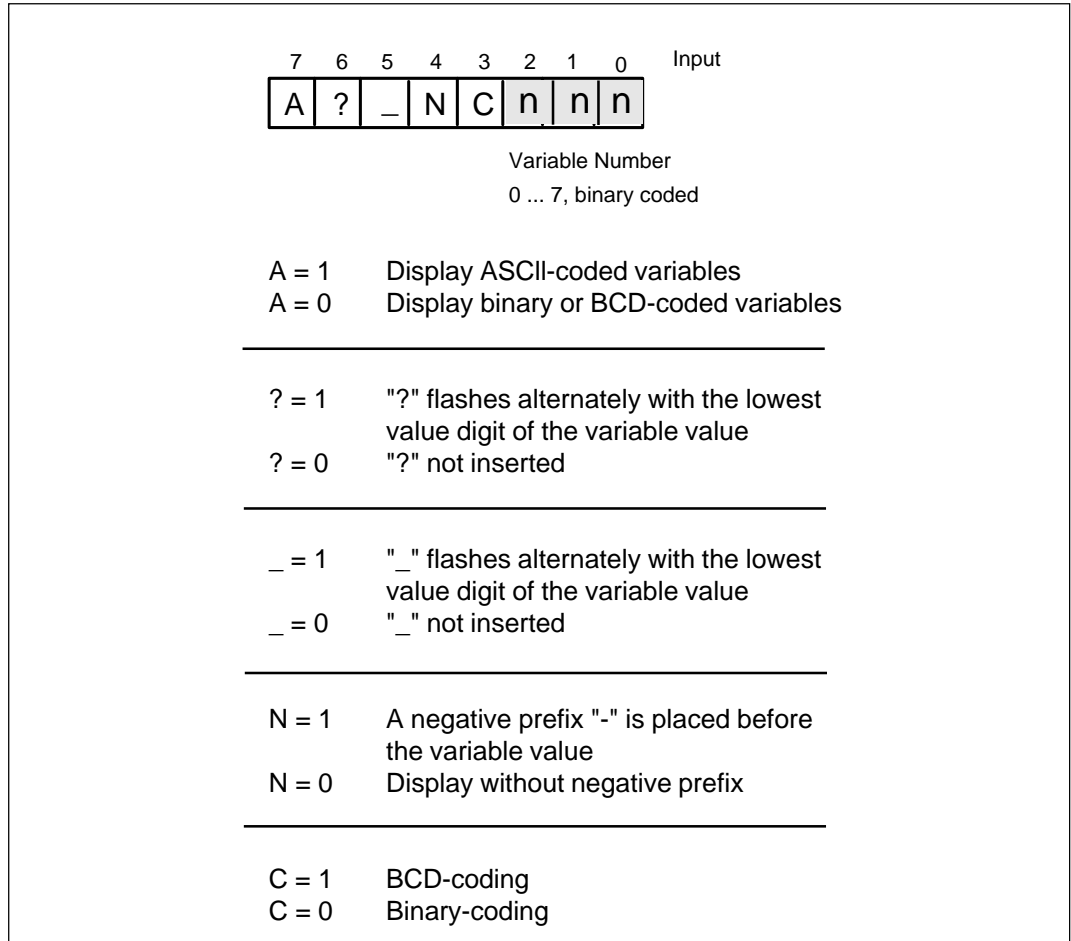 7 6 5 4 3 2 1 0 Input
A ? _ N C n n n
Variable Number
0 ... 7, binary coded
A = 1 Display ASCII-coded variables
A = 0 Display binary or BCD-coded variables
? = 1 "?" flashes alternately with the lowest
value digit of the variable value
? = 0 "?" not inserted
_ = 1 "_" flashes alternately with the lowest
value digit of the variable value
_ = 0 "_" not inserted
N = 1 A negative prefix "-" is placed before
the variable value
N = 0 Display without negative prefix
C = 1 BCD-coding
C = 0 Binary-coding